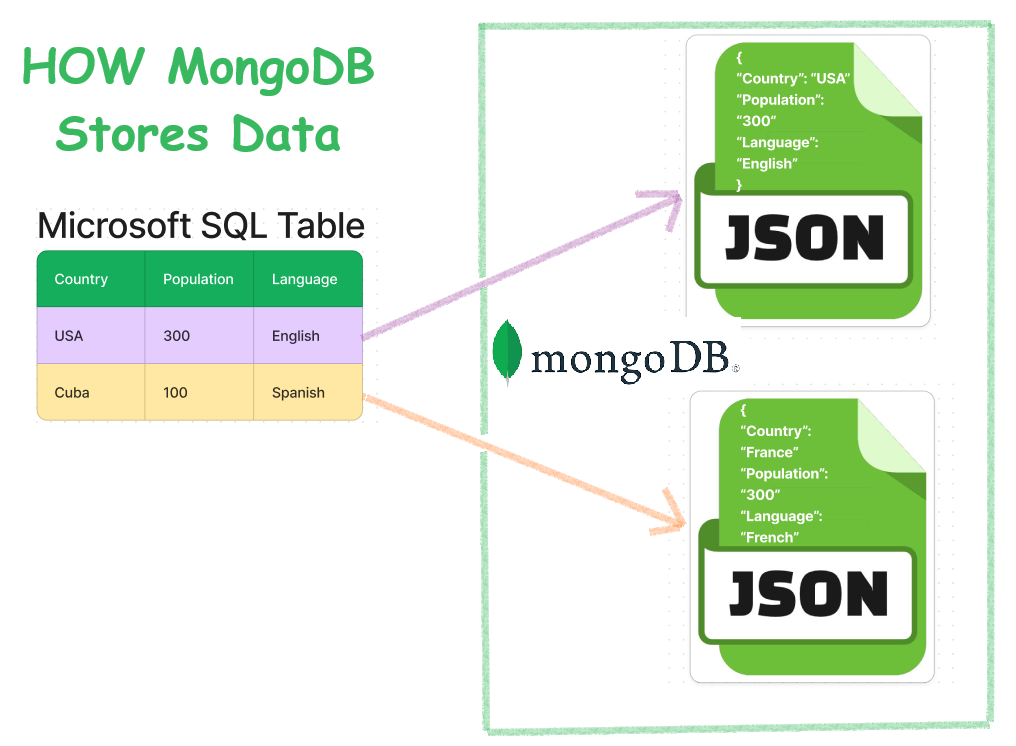 HOW MongoDB
Stores Data
Microsoft SQL Table
Country Population Language
USA 300 English
Cuba 100 Spanish
{
“Country”: “USA”
“Population”:
“300”
“Language”:
“English”
}
JSON
mongoDB®
{
“Country”:
“France”
“Population”:
“300”
“Language”:
“French”
JSON